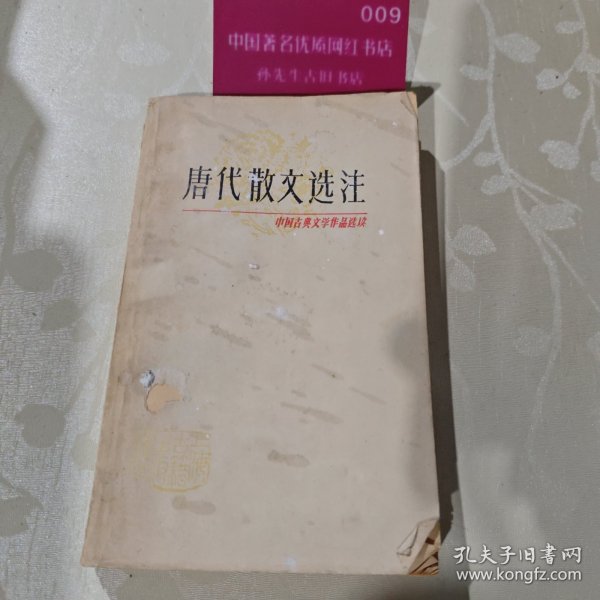 009
中国著名优质网红书店
孙先生古旧书店
唐代散文选注
中国古典文学作品选读
孔夫子旧书网
www.kongfz.com